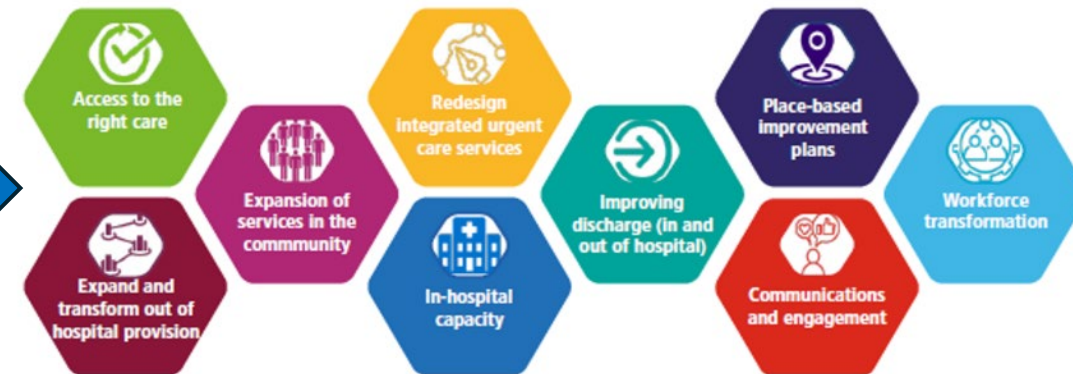 Access to the
right care
Expand and
transform out of
hospital provision
Expansion of
services in the
commmunity
Redesign
integrated urgent
care services
In-hospital
capacity
Improving
discharge (in and
out of hospital)
Place-based
improvement
plans
Communications
and engagement
Workforce
transformation